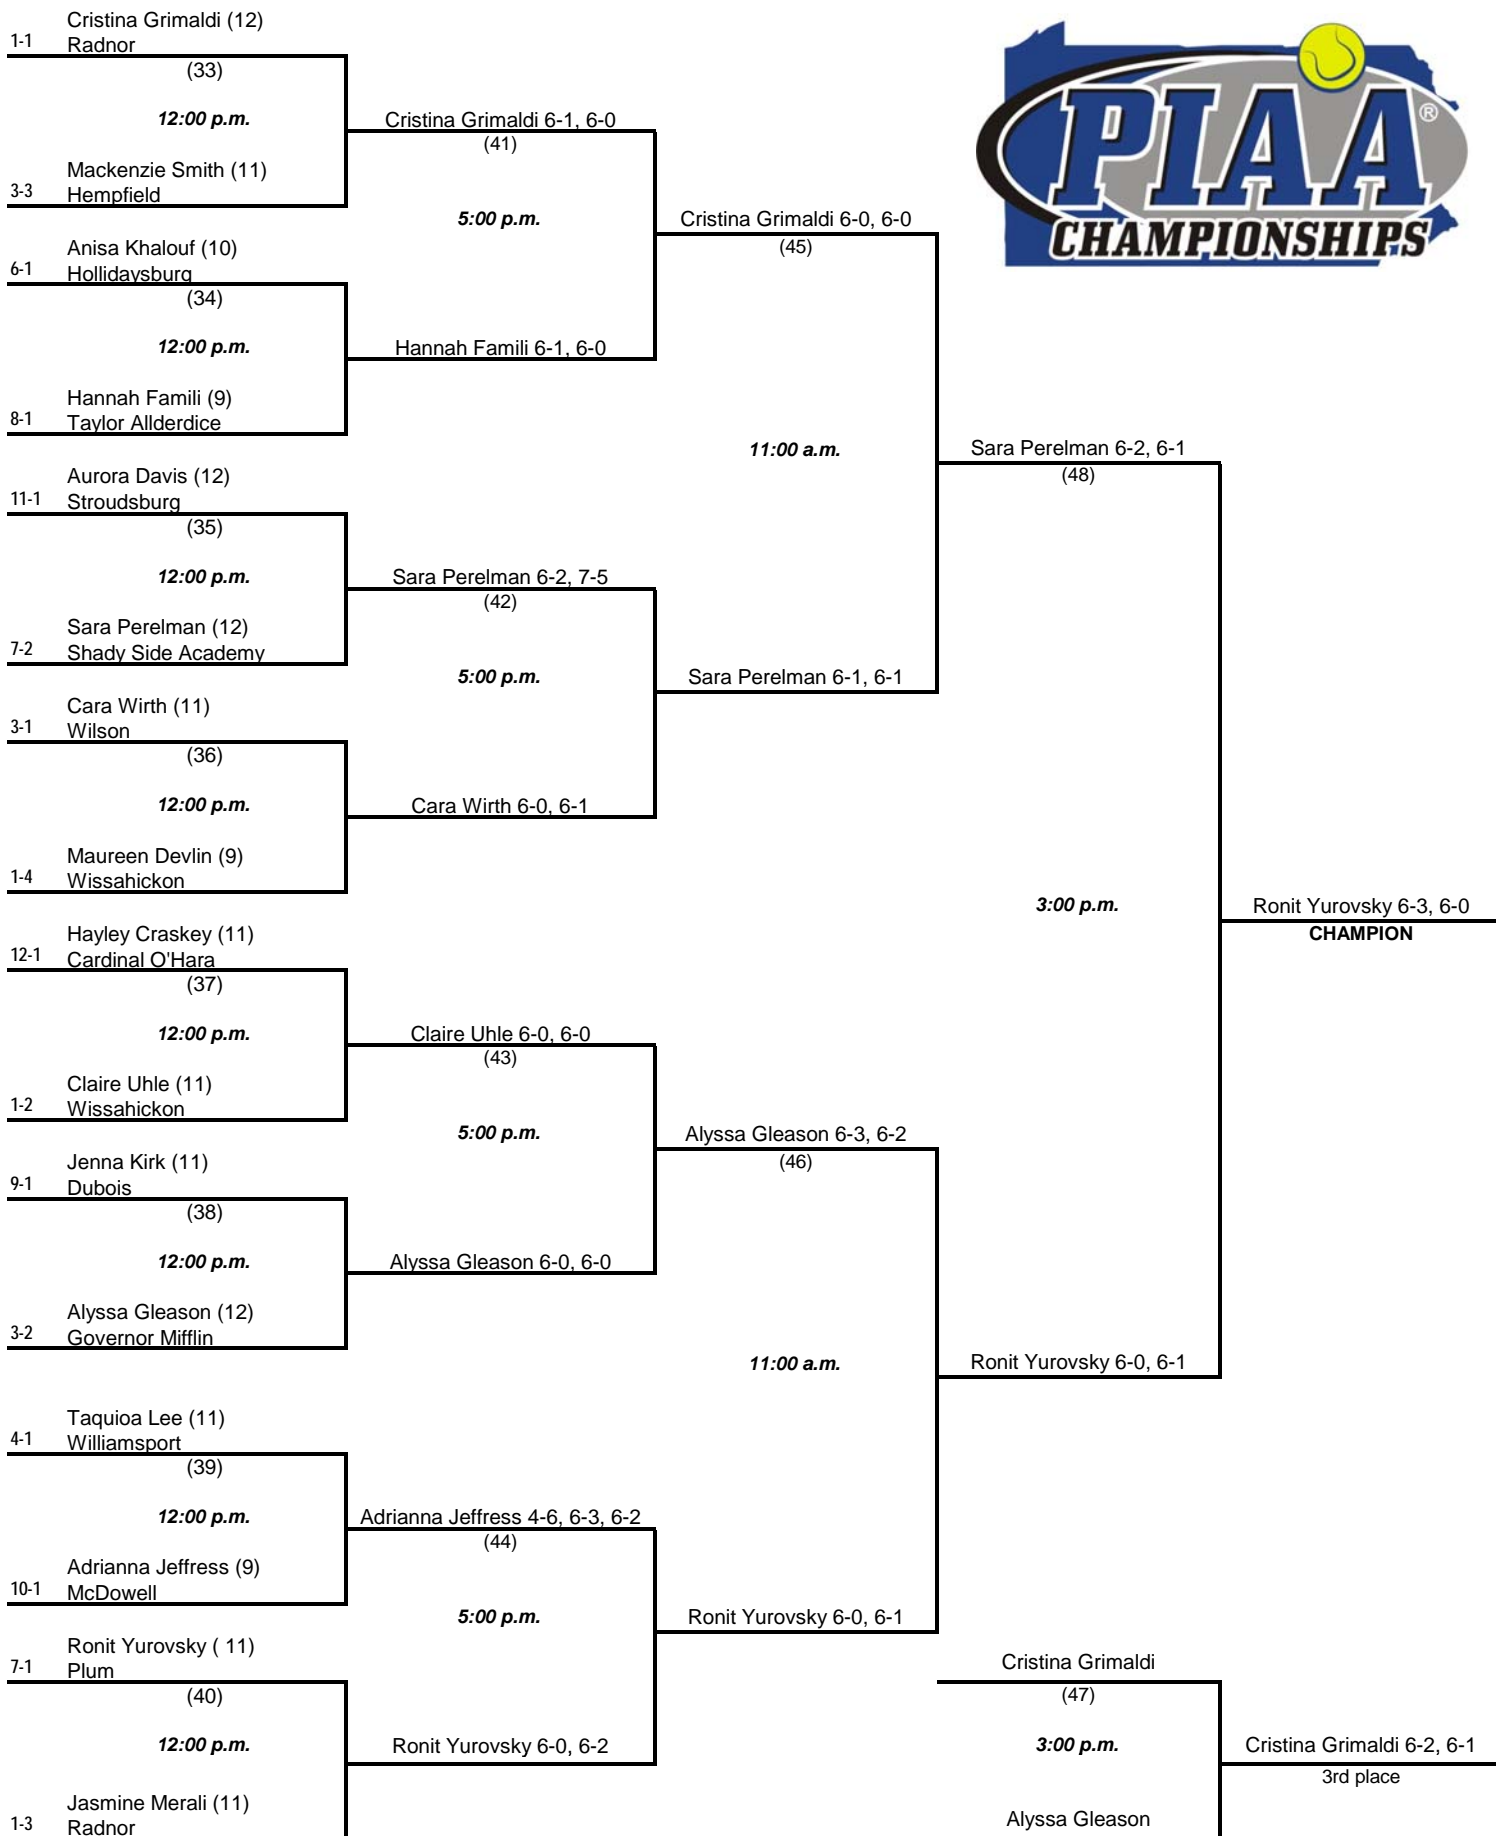 Cristina Grimaldi (12)
1-1 Radnor
(33)
12:00 p.m.
Mackenzie Smith (11)
3-3 Hempfield
Anisa Khalouf (10)
6-1 Hollidaysburg
(34)
12:00 p.m.
Hannah Famili (9)
8-1 Taylor Allderdice
Aurora Davis (12)
11-1 Stroudsburg
(35)
12:00 p.m.
Sara Perelman (12)
7-2 Shady Side Academy
Cara Wirth (11)
3-1 Wilson
(36)
12:00 p.m.
Maureen Devlin (9)
1-4 Wissahickon
Hayley Craskey (11)
12-1 Cardinal O'Hara
(37)
12:00 p.m.
Claire Uhle (11)
1-2 Wissahickon
Jenna Kirk (11)
9-1 Dubois
(38)
12:00 p.m.
Alyssa Gleason (12)
3-2 Governor Mifflin
Taquioa Lee (11)
4-1 Williamsport
(39)
12:00 p.m.
Adrianna Jeffress (9)
10-1 McDowell
Ronit Yurovsky ( 11)
7-1 Plum
(40)
12:00 p.m.
Jasmine Merali (11)
1-3 Radnor
Cristina Grimaldi 6-1, 6-0
(41)
5:00 p.m.
Hannah Famili 6-1, 6-0
Sara Perelman 6-2, 7-5
(42)
5:00 p.m.
Cara Wirth 6-0, 6-1
Claire Uhle 6-0, 6-0
(43)
5:00 p.m.
Alyssa Gleason 6-0, 6-0
Adrianna Jeffress 4-6, 6-3, 6-2
(44)
5:00 p.m.
Ronit Yurovsky 6-0, 6-2
Cristina Grimaldi 6-0, 6-0
(45)
11:00 a.m.
Sara Perelman 6-1, 6-1
Alyssa Gleason 6-3, 6-2
(46)
11:00 a.m.
Ronit Yurovsky 6-0, 6-1
PIAA®
CHAMPIONSHIPS
Sara Perelman 6-2, 6-1
(48)
3:00 p.m.
Ronit Yurovsky 6-0, 6-1
Ronit Yurovsky 6-3, 6-0
CHAMPION
Cristina Grimaldi
(47)
3:00 p.m.
Alyssa Gleason
Cristina Grimaldi 6-2, 6-1
3rd place